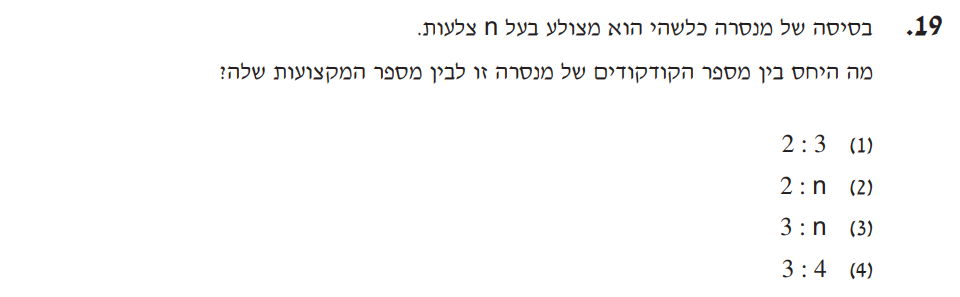 19. בסיסה של מנסרה כלשהי הוא מצולע בעל n צלעות.
מה היחס בין מספר הקודקודים של מנסרה זו לבין מספר המקצועות שלה?
(1) 2 : 3
(2) 2 : n
(3) 3 : n
(4) 3 : 4